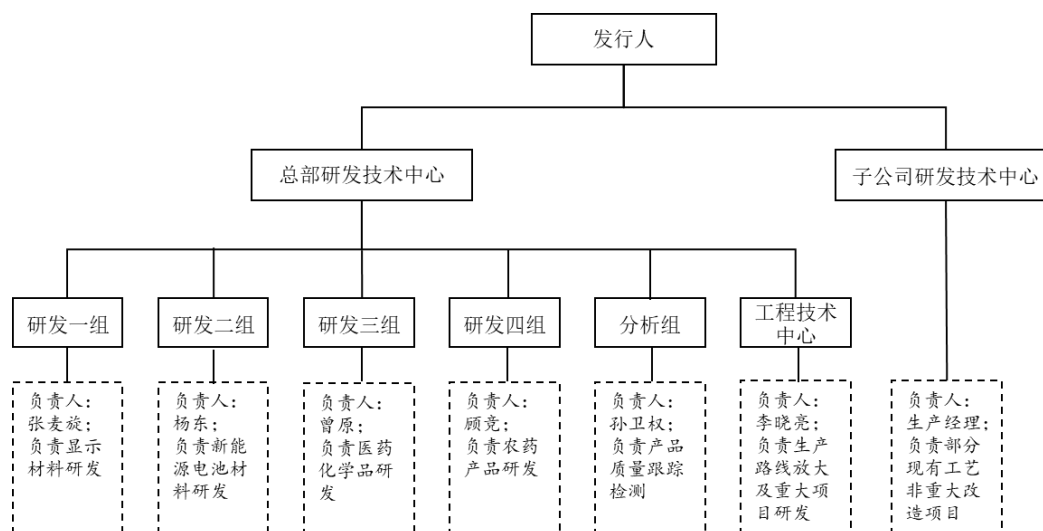 发行人
总部研发技术中心
子公司研发技术中心
研发一组
研发二组
研发三组
研发四组
分析组
工程技术
中心
负责人：
张麦旋；
负责显示
材料研发
负责人：
杨东；
负责新能
源电池材
料研发
负责人：
曾原；
负责医药
化学品研
发
负责人：
顾竞；
负责农药
产品研发
负责人：
孙卫权；
负责产品
质量跟踪
检测
负责人：
李晓亮；
负责生产
路线放大
及重大项
目研发
负责人：
生产经理；
负责部分
现有工艺
非重大改
造项目